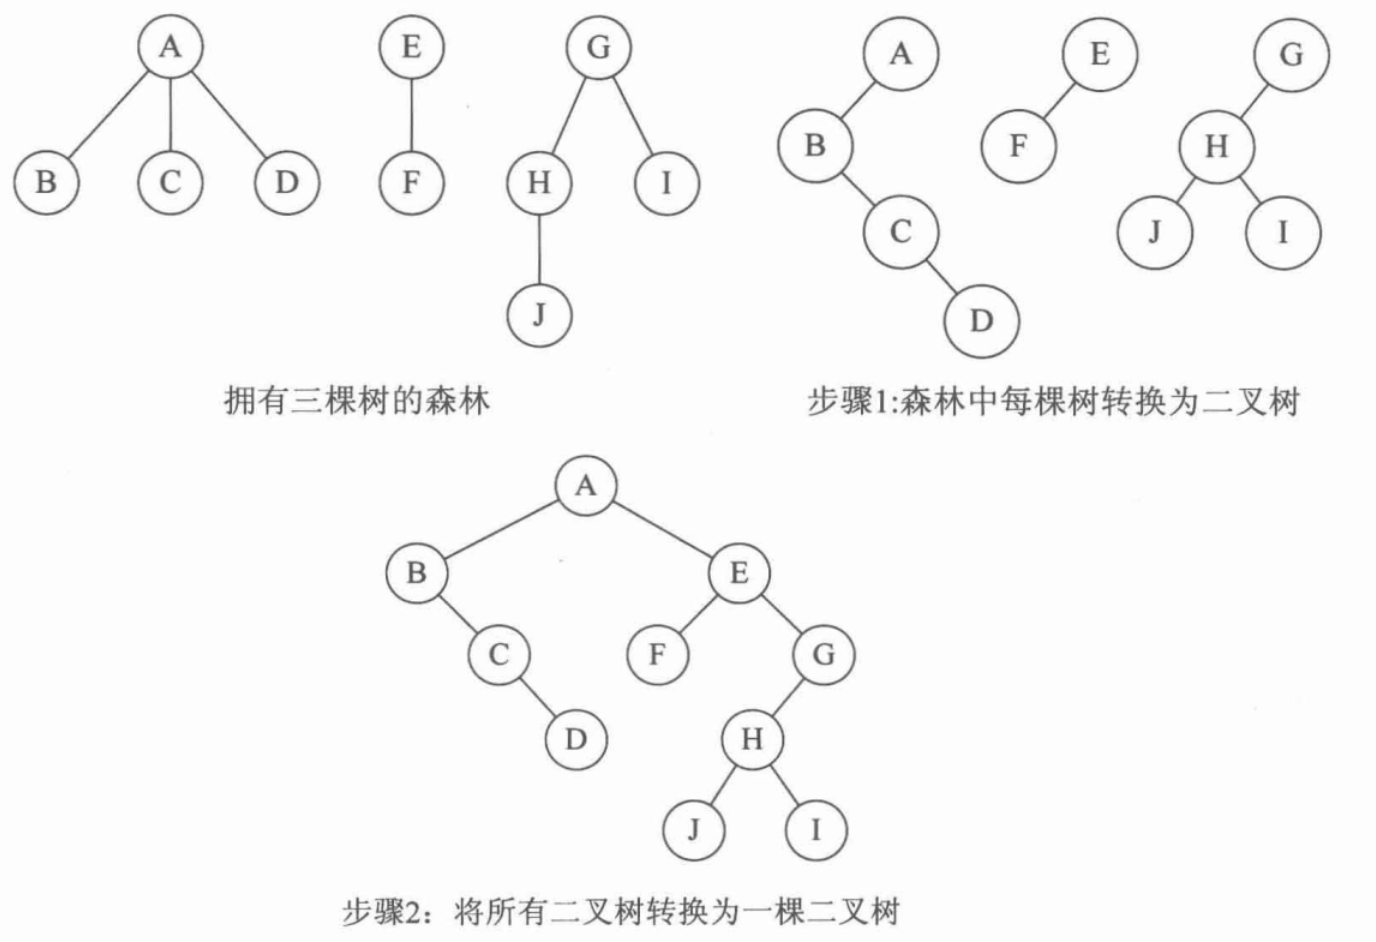 A E G
B C D F H I
J
A E G
B F H
C J I
D
拥有三棵树的森林
步骤1:森林中每棵树转换为二叉树
A
B E
C F G
D H
J I
步骤2：将所有二叉树转换为一棵二叉树